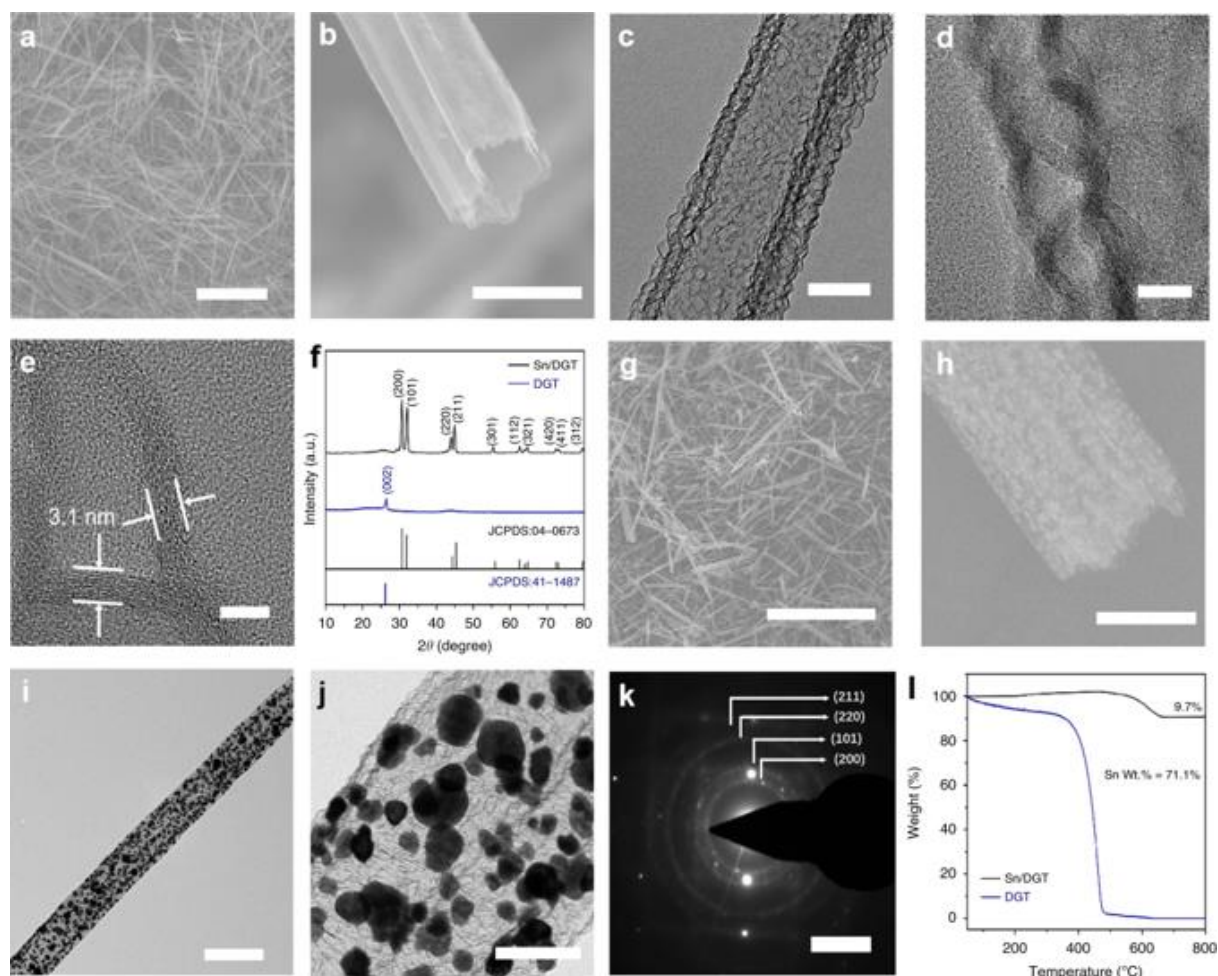 a
b
c
d
e
3.1 nm
f
Sn/DGT
DGT
(200)
(101)
(220)
(211)
(301)
(112)
(321)
(420)
(411)
(312)
(002)
JCPDS:04–0673
JCPDS:41–1487
Intensity (a.u.)
10 20 30 40 50 60 70 80
2θ (degree)
g
h
i
j
k
(211)
(220)
(101)
(200)
l
100
80
60
40
20
0
Weight (%)
9.7%
Sn Wt.% = 71.1%
Sn/DGT
DGT
200 400 600 800
Temperature (°C)